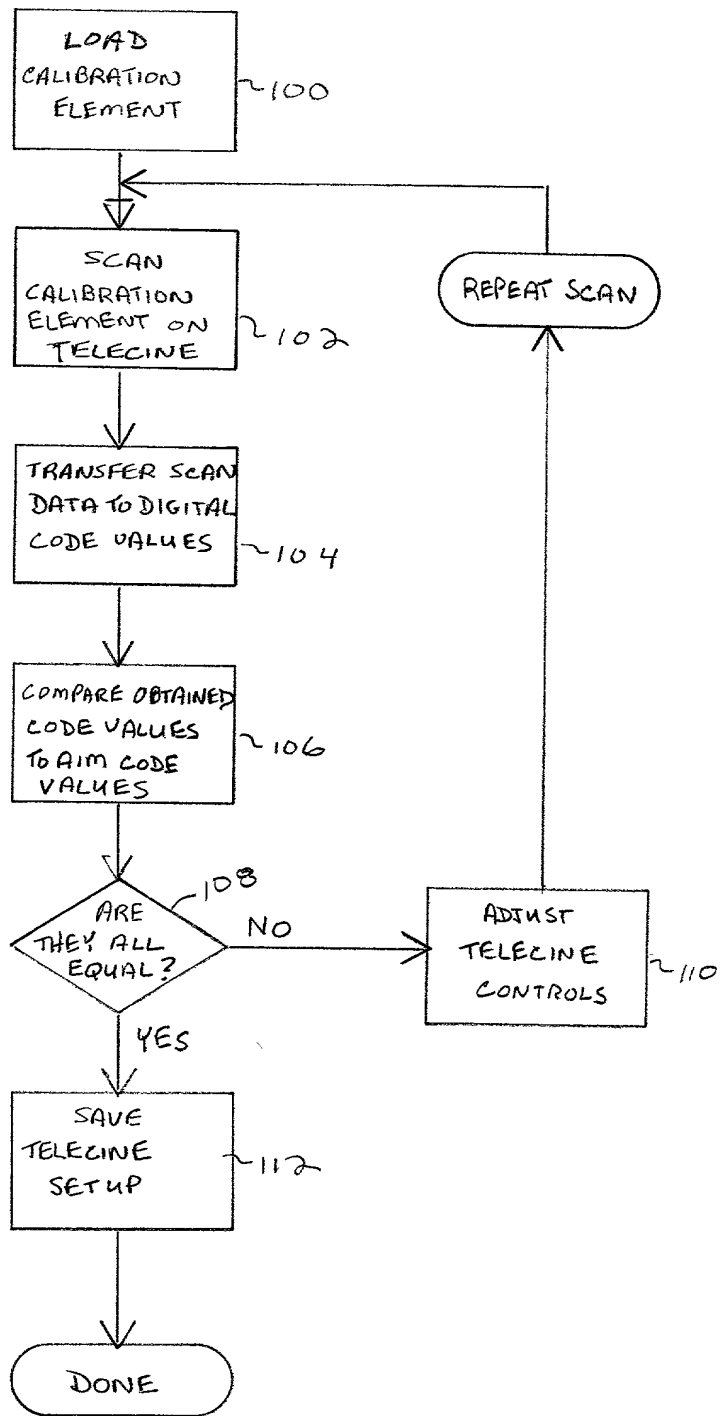 LOAD
CALIBRATION
ELEMENT
100
SCAN
CALIBRATION
ELEMENT ON
TELECINE
102
REPEAT SCAN
TRANSFER SCAN
DATA TO DIGITAL
CODE VALUES
104
COMPARE OBTAINED
CODE VALUES
TO AIM CODE
VALUES
106
108
ARE
THEY ALL
EQUAL?
NO
ADJUST
TELECINE
CONTROLS
110
YES
SAVE
TELECINE
SETUP
112
DONE